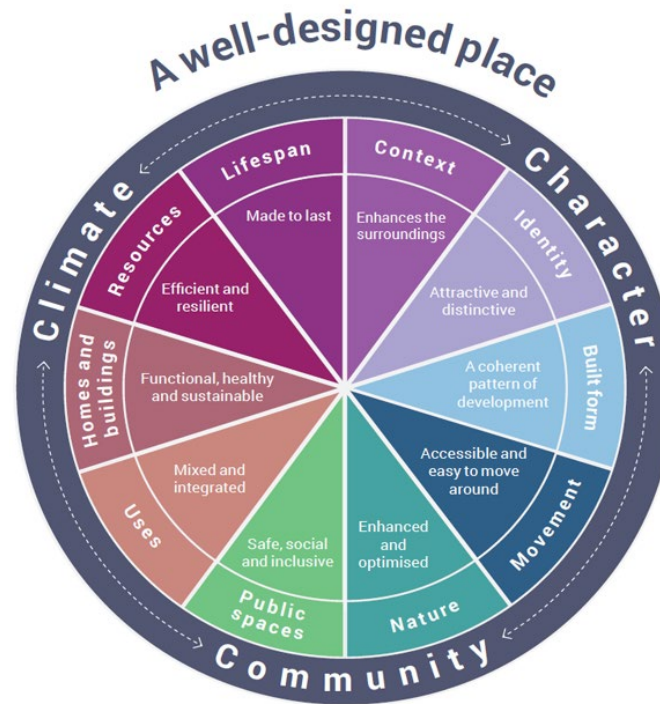 A well-designed place
Climate
Character
Community
Context
Enhances the
surroundings
Identity
Attractive and
distinctive
Built form
A coherent
pattern of
development
Movement
Accessible and
easy to move
around
Nature
Enhanced
and
optimised
Public
spaces
Safe, social
and inclusive
Uses
Mixed and
integrated
Homes and
buildings
Functional, healthy
and sustainable
Resources
Efficient and
resilient
Lifespan
Made to last